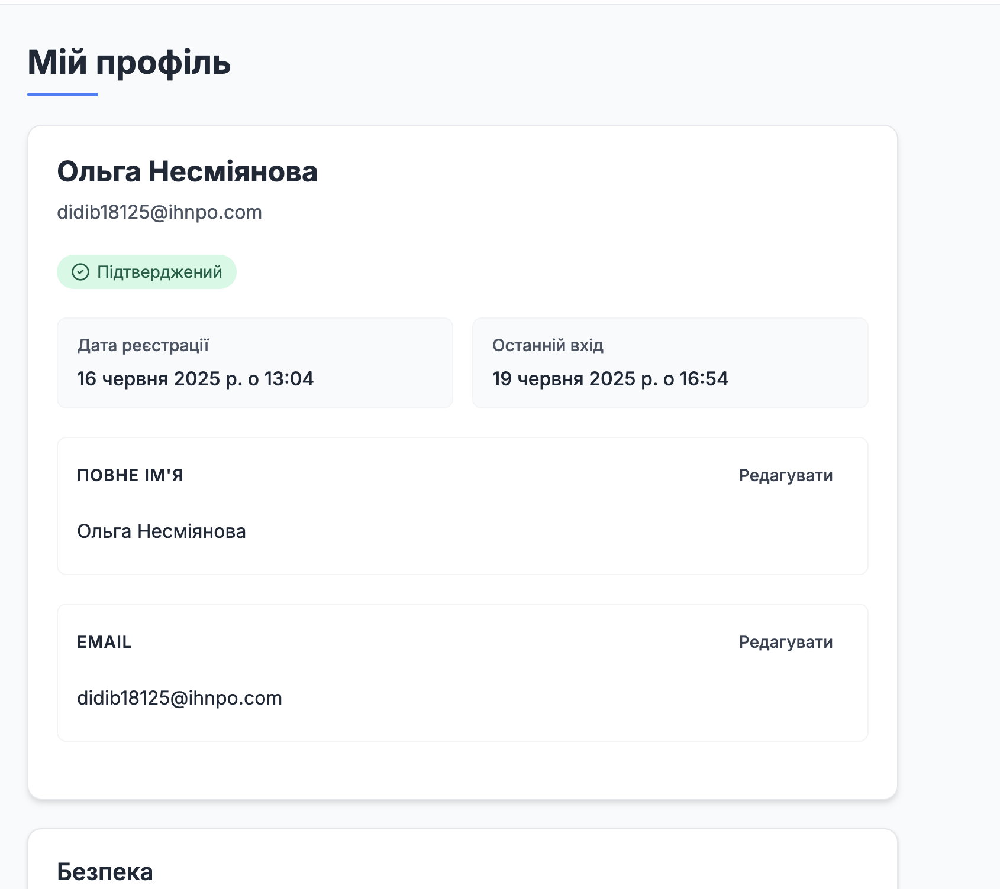 Мій профіль
Ольга Несміянова
didib18125@ihnpo.com
Підтверджений
Дата реєстрації
16 червня 2025 р. о 13:04
Останній вхід
19 червня 2025 р. о 16:54
ПОВНЕ ІМ'Я
Редагувати
Ольга Несміянова
EMAIL
Редагувати
didib18125@ihnpo.com
Безпека